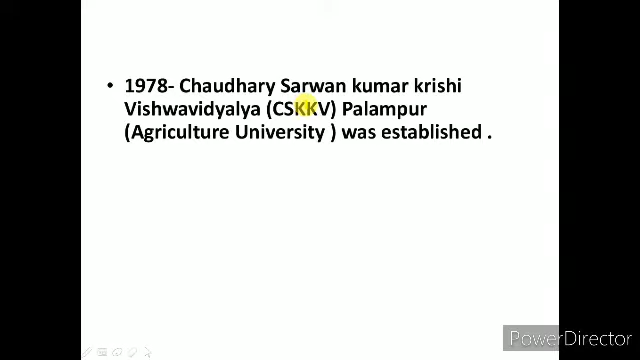 • 1978- Chaudhary Sarwan kumar krishi
Vishwavidyalya (CSKKV) Palampur
(Agriculture University ) was established .
PowerDirector